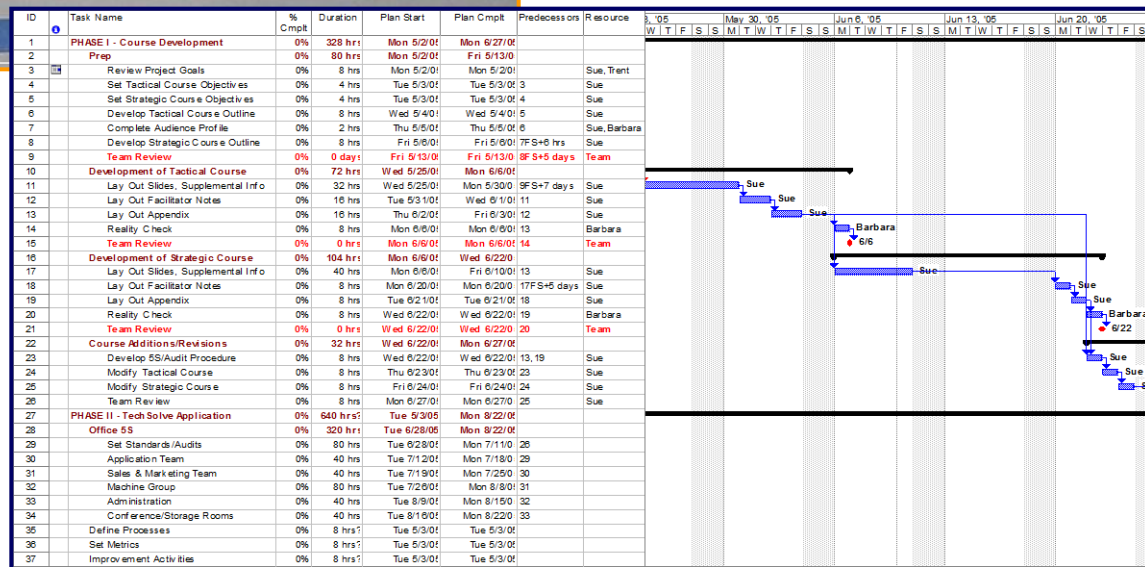 ID Task Name % Cmplt Duration Plan Start Plan Cmplt Predecessors Resource 3, '05 May 30, '05 Jun 6, '05 Jun 13, '05 Jun 20, '05
W T F S S M T W T F S S M T W T F S S M T W T F S S M T W T F S
1 PHASE I - Course Development 0% 328 hrs Mon 5/2/05 Mon 6/27/05
2 Prep 0% 80 hrs Mon 5/2/05 Fri 5/13/0
3 Review Project Goals 0% 8 hrs Mon 5/2/0 Mon 5/2/0 Sue, Trent
4 Set Tactical Course Objectives 0% 4 hrs Tue 5/3/05 Tue 5/3/05 3 Sue
5 Set Strategic Course Objectives 0% 4 hrs Tue 5/3/05 Tue 5/3/05 4 Sue
6 Develop Tactical Course Outline 0% 8 hrs Wed 5/4/0 Wed 5/4/0 5 Sue
7 Complete Audience Profile 0% 2 hrs Thu 5/5/05 Thu 5/5/05 6 Sue, Barbara
8 Develop Strategic Course Outline 0% 8 hrs Fri 5/6/0 Fri 5/6/0 7FS+6 hrs Sue
9 Team Review 0% 0 days Fri 5/13/0 Fri 5/13/0 8FS+5 days Team
10 Development of Tactical Course 0% 72 hrs Wed 5/25/0 Mon 6/6/05
11 Lay Out Slides, Supplemental Info 0% 32 hrs Wed 5/25/0 Mon 5/30/0 9FS+7 days Sue Sue
12 Lay Out Facilitator Notes 0% 16 hrs Tue 5/31/0 Wed 6/1/0 11 Sue Sue
13 Lay Out Appendix 0% 16 hrs Thu 6/2/0 Fri 6/3/0 12 Sue Sue
14 Reality Check 0% 8 hrs Mon 6/6/0 Mon 6/6/0 13 Barbara Barbara
15 Team Review 0% 0 hrs Mon 6/6/05 Mon 6/6/05 14 Team 6/6
16 Development of Strategic Course 0% 104 hrs Mon 6/6/05 Wed 6/22/0
17 Lay Out Slides, Supplemental Info 0% 40 hrs Mon 6/6/0 Fri 6/10/0 13 Sue Sue
18 Lay Out Facilitator Notes 0% 8 hrs Mon 6/20/0 Mon 6/20/0 17FS+5 days Sue Sue
19 Lay Out Appendix 0% 8 hrs Tue 6/21/0 Tue 6/21/0 18 Sue Sue
20 Reality Check 0% 8 hrs Wed 6/22/0 Wed 6/22/0 19 Barbara Barbara
21 Team Review 0% 0 hrs Wed 6/22/0 Wed 6/22/0 20 Team 6/22
22 Course Additions/Revisions 0% 32 hrs Wed 6/22/0 Mon 6/27/05
23 Develop 5S/Audit Procedure 0% 8 hrs Wed 6/22/0 Wed 6/22/0 13,19 Sue Sue
24 Modify Tactical Course 0% 8 hrs Thu 6/23/0 Thu 6/23/0 23 Sue Sue
25 Modify Strategic Course 0% 8 hrs Fri 6/24/0 Fri 6/24/0 24 Sue
26 Team Review 0% 8 hrs Mon 6/27/0 Mon 6/27/0 25 Sue
27 PHASE II - TechSolve Application 0% 640 hrs? Tue 5/3/05 Mon 8/22/05
28 Office 5S 0% 320 hrs Tue 6/28/05 Mon 8/22/05
29 Set Standards/Audits 0% 80 hrs Tue 6/28/05 Mon 7/11/0 26
30 Application Team 0% 40 hrs Tue 7/12/05 Mon 7/18/0 29
31 Sales & Marketing Team 0% 40 hrs Tue 7/19/05 Mon 7/25/0 30
32 Machine Group 0% 80 hrs Tue 7/26/05 Mon 8/8/0 31
33 Administration 0% 40 hrs Tue 8/9/05 Mon 8/15/0 32
34 Conference/Storage Rooms 0% 40 hrs Tue 8/16/05 Mon 8/22/0 33
35 Define Processes 0% 8 hrs? Tue 5/3/05 Tue 5/3/05
36 Set Metrics 0% 8 hrs? Tue 5/3/05 Tue 5/3/05
37 Improvement Activities 0% 8 hrs? Tue 5/3/05 Tue 5/3/05